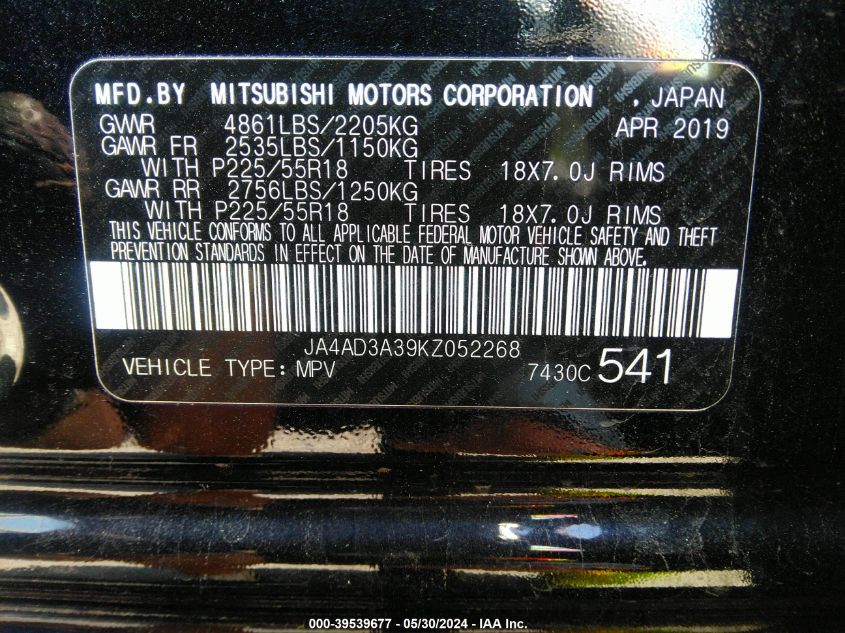 MFD.BY MITSUBISHI MOTORS CORPORATION , JAPAN
GVWR 4861LBS/2205KG APR 2019
GAWR FR 2535LBS/1150KG
WITH P225/55R18 TIRES 18X7.0J RIMS
GAWR RR 2756LBS/1250KG
WITH P225/55R18 TIRES 18X7.0J RIMS
THIS VEHICLE CONFORMS TO ALL APPLICABLE FEDERAL MOTOR VEHICLE SAFETY AND THEFT
PREVENTION STANDARDS IN EFFECT ON THE DATE OF MANUFACTURE SHOWN ABOVE.
JA4AD3A39KZ052268
VEHICLE TYPE: MPV 7430C 541
000-39539677 - 05/30/2024 - IAA Inc.